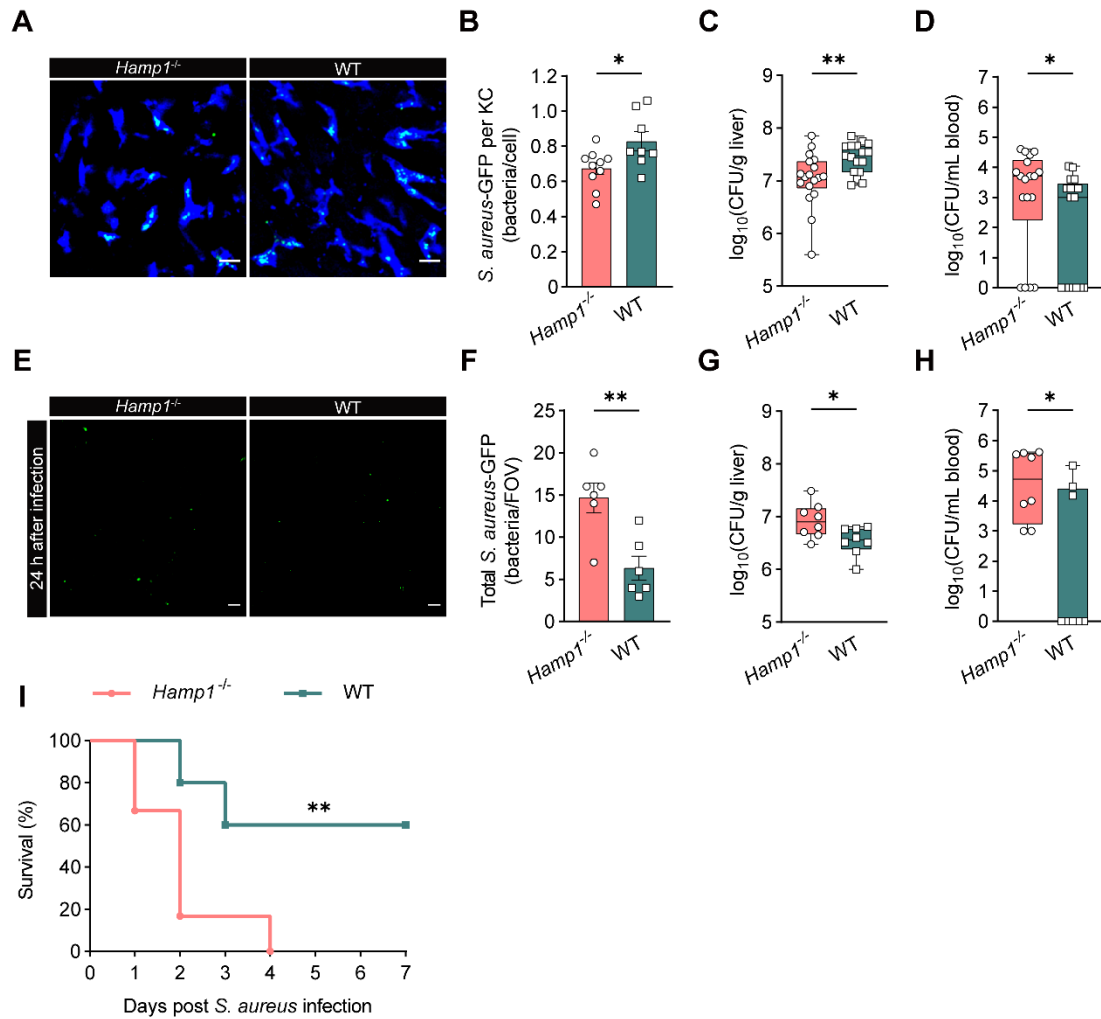 A
Hamp1-/-
WT
B
S. aureus-GFP per KC
(bacteria/cell)
1.2
1.0
0.8
0.6
0.4
0.2
0.0
*
Hamp1-/-
WT
C
log10(CFU/g liver)
9
8
7
6
5
**
Hamp1-/-
WT
D
log10(CFU/mL blood)
7
6
5
4
3
2
1
0
*
Hamp1-/-
WT
E
Hamp1-/-
WT
24 h after infection
F
Total S. aureus-GFP
(bacteria/FOV)
25
20
15
10
5
0
**
Hamp1-/-
WT
G
log10(CFU/g liver)
9
8
7
6
5
*
Hamp1-/-
WT
H
log10(CFU/mL blood)
7
6
5
4
3
2
1
0
*
Hamp1-/-
WT
I
Hamp1-/-
WT
Survival (%)
100
80
60
40
20
0
**
0 1 2 3 4 5 6 7
Days post S. aureus infection